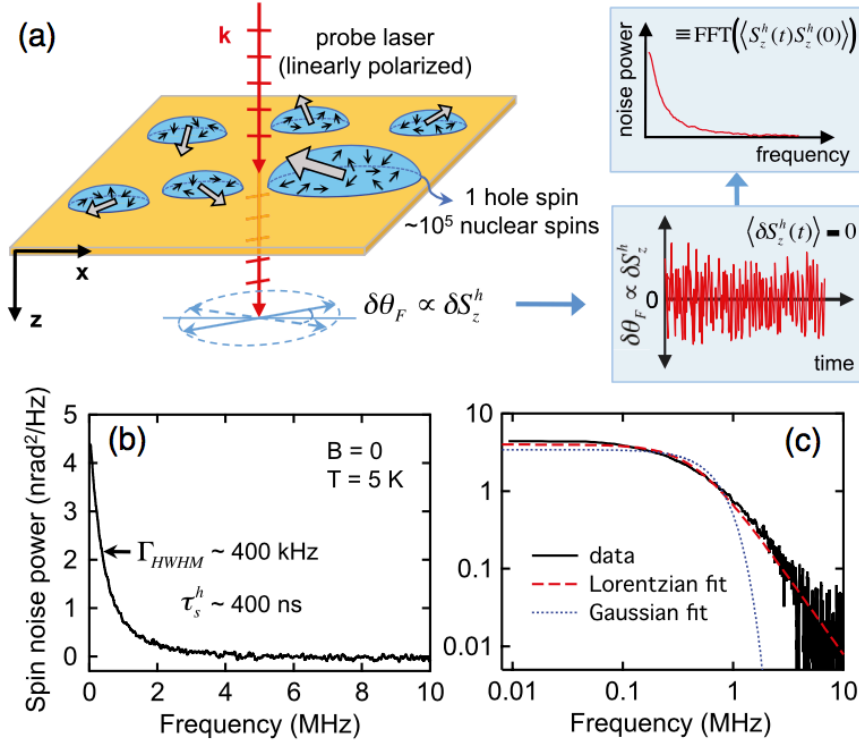 (a)
k
probe laser
(linearly polarized)
1 hole spin
~10⁵ nuclear spins
x
z
δθ_F ∝ δS_z^h
noise power
≡FFT(⟨S_z^h(t)S_z^h(0)⟩)
frequency
⟨δS_z^h(t)⟩=0
δθ_F ∝ δS_z^h
0
time
(b)
Spin noise power (nrad²/Hz)
5
4
3
2
1
0
B = 0
T = 5 K
Γ_HWHM ~ 400 kHz
τ_s^h ~ 400 ns
0 2 4 6 8 10
Frequency (MHz)
(c)
10
1
0.1
0.01
data
Lorentzian fit
Gaussian fit
0.01 0.1 1 10
Frequency (MHz)